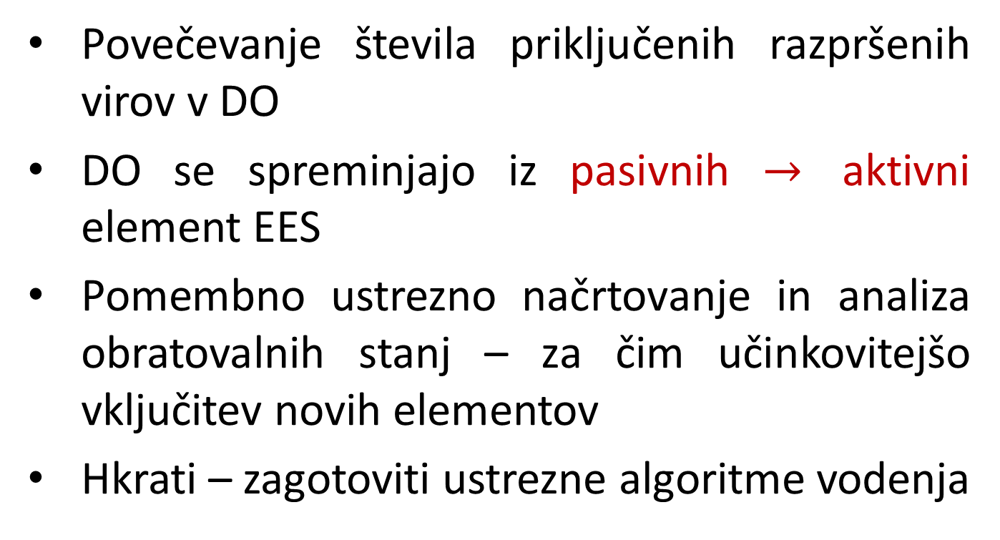 • Povečevanje števila priključenih razpršenih
virov v DO
• DO se spreminjajo iz pasivnih → aktivni
element EES
• Pomembno ustrezno načrtovanje in analiza
obratovalnih stanj – za čim učinkovitejšo
vključitev novih elementov
• Hkrati – zagotoviti ustrezne algoritme vodenja